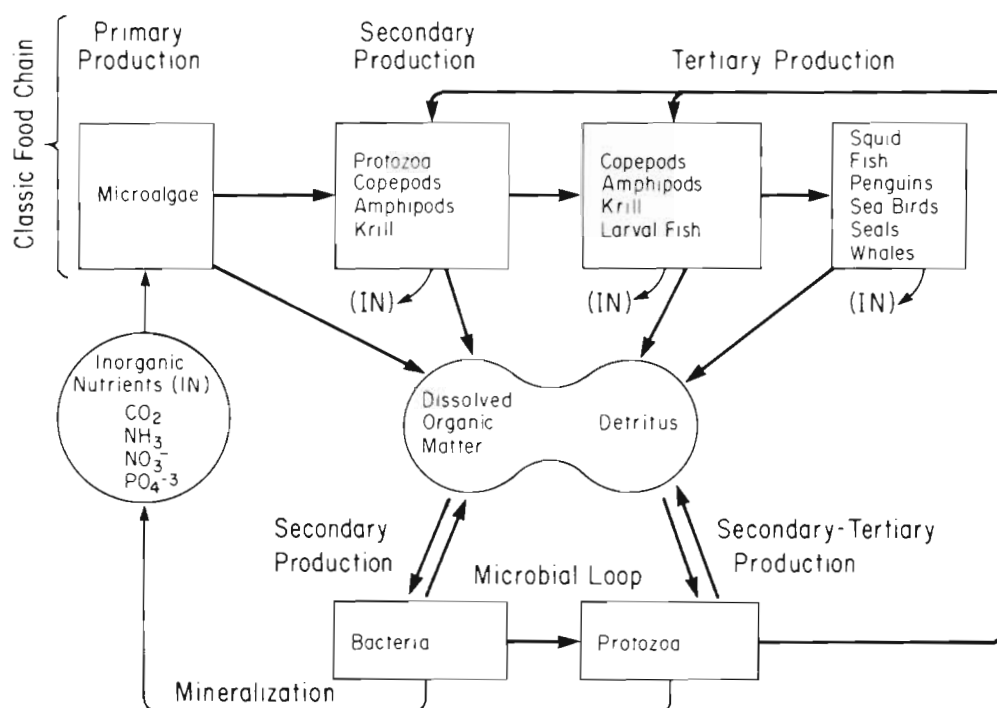 Classic Food Chain
Primary
Production
Secondary
Production
Tertiary Production
Microalgae
Protozoa
Copepods
Amphipods
Krill
Copepods
Amphipods
Krill
Larval Fish
Squid
Fish
Penguins
Sea Birds
Seals
Whales
(IN)
(IN)
(IN)
Inorganic
Nutrients (IN)
CO₂
NH₃
NO₃⁻
PO₄⁻³
Dissolved
Organic
Matter
Detritus
Secondary
Production
Secondary-Tertiary
Production
Microbial Loop
Bacteria
Protozoa
Mineralization